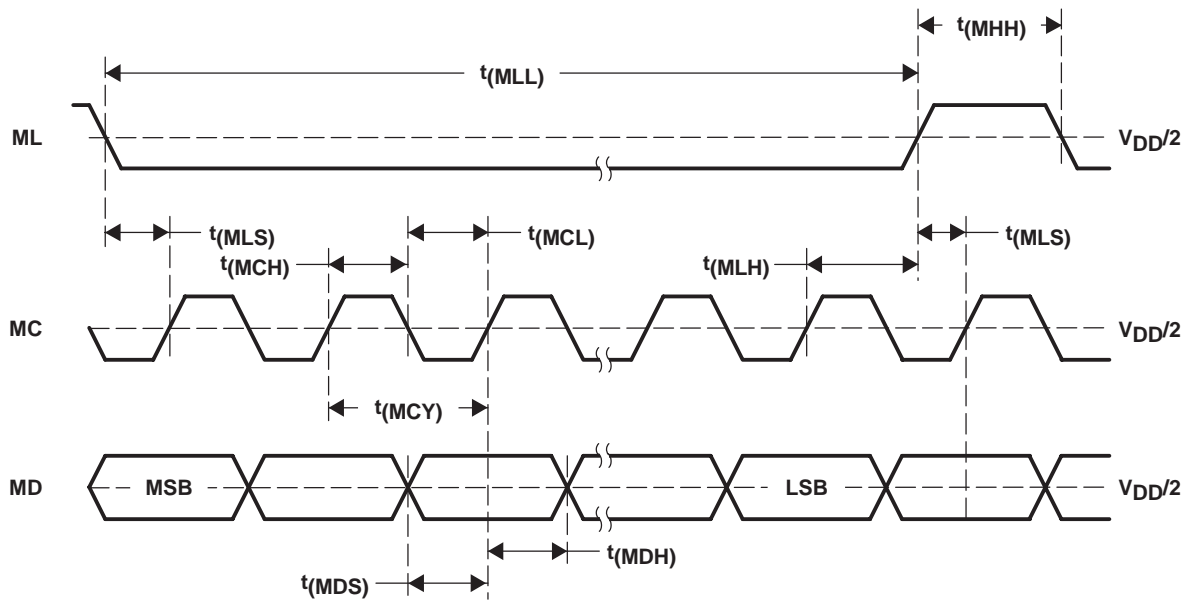 t(MHH)
t(MLL)
ML
VDD/2
t(MLS)
t(MCL)
t(MLS)
t(MCH)
t(MLH)
MC
VDD/2
t(MCY)
MD
MSB
LSB
VDD/2
t(MDH)
t(MDS)